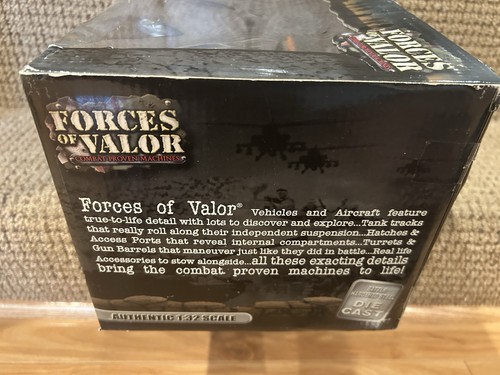 FORCES
OF VALOR
FORCES
OF VALOR
COMBAT PROVEN MACHINES
Forces of Valor® Vehicles and Aircraft feature
true-to-life detail with lots to discover and explore...Tank tracks
that really roll along their independent suspension...Hatches &
Access Ports that reveal internal compartments...Turrets &
Gun Barrels that maneuver just like they did in battle...Real life
Accessories to stow alongside...all these exacting details
bring the combat proven machines to life!
DIE
CAST
AUTHENTIC 1:32 SCALE